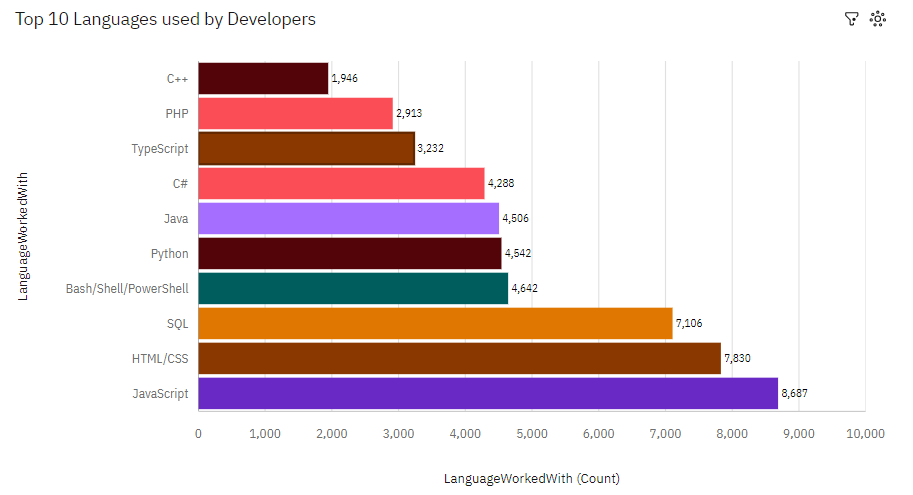 Top 10 Languages used by Developers
LanguageWorkedWith
C++ 1,946
PHP 2,913
TypeScript 3,232
C# 4,288
Java 4,506
Python 4,542
Bash/Shell/PowerShell 4,642
SQL 7,106
HTML/CSS 7,830
JavaScript 8,687
0 1,000 2,000 3,000 4,000 5,000 6,000 7,000 8,000 9,000 10,000
LanguageWorkedWith (Count)